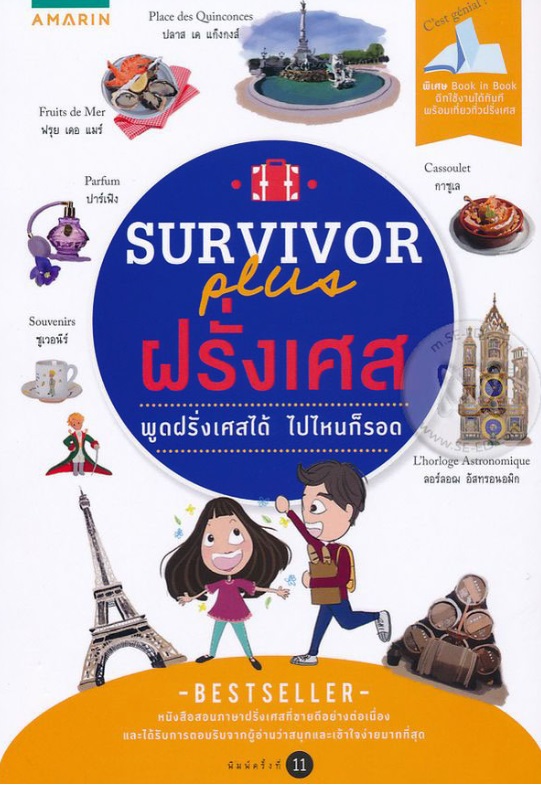 AMARIN
Place des Quinconces
ปลาส เด แก็งกงส์
C'est génial !
พิเศษ Book in Book
ฉีกใช้งานได้ทันที
พร้อมเที่ยวทั่วฝรั่งเศส
Fruits de Mer
ฟรุย เดอ แมร์
Parfum
ปาร์เฟิง
Cassoulet
กาซูเล
SURVIVOR
plus
ฝรั่งเศส
พูดฝรั่งเศสได้ ไปไหนก็รอด
Souvenirs
ซูเวอนีร์
L'horloge Astronomique
ลอร์ลอฌ อัสทรอนอมิก
-BESTSELLER-
หนังสือสอนภาษาฝรั่งเศสที่ขายดีอย่างต่อเนื่อง
และได้รับการตอบรับจากผู้อ่านว่าสนุกและเข้าใจง่ายมากที่สุด
พิมพ์ครั้งที่ 11